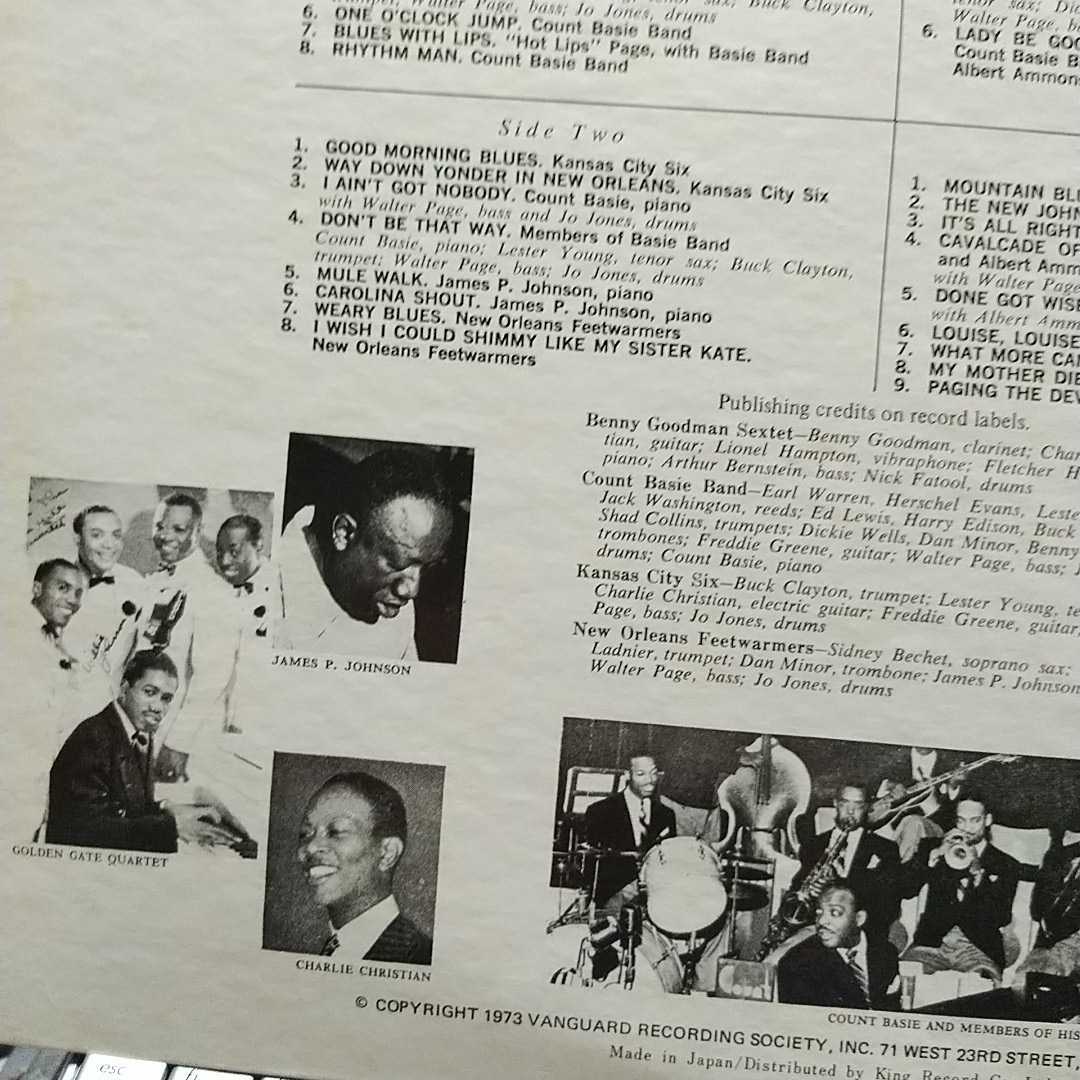 Walter Page, bass; Jo Jones, drums
6. ONE O'CLOCK JUMP. Count Basie Band
7. BLUES WITH LIPS. "Hot Lips" Page, with Basie Band
8. RHYTHM MAN. Count Basie Band
Side Two
1. GOOD MORNING BLUES. Kansas City Six
2. WAY DOWN YONDER IN NEW ORLEANS. Kansas City Six
3. I AIN'T GOT NOBODY. Count Basie, piano
with Walter Page, bass and Jo Jones, drums
4. DON'T BE THAT WAY. Members of Basie Band
Count Basie, piano; Lester Young, tenor sax; Buck Clayton,
trumpet; Walter Page, bass; Jo Jones, drums
5. MULE WALK. James P. Johnson, piano
6. CAROLINA SHOUT. James P. Johnson, piano
7. WEARY BLUES. New Orleans Feetwarmers
8. I WISH I COULD SHIMMY LIKE MY SISTER KATE.
New Orleans Feetwarmers
Walter Page,
6. LADY BE
Count Basie
Albert
1. MOUNTAIN
2. THE NEW
3. IT'S ALL RIGHT
4. CAVALCADE OF
and Albert
with Walter Page
5. DONE GOT
with Albert
6. LOUISE, LOUISE
7. WHAT MORE
8. MY MOTHER
9. PAGING THE
Publishing credits on record labels.
Benny Goodman Sextet—Benny Goodman, clarinet;
tian, guitar; Lionel Hampton, vibraphone; Fletcher
piano; Arthur Bernstein, bass; Nick Fatool, drums
Count Basie Band—Earl Warren, Herschel Evans,
Jack Washington, reeds; Ed Lewis, Harry Edison, Buck
Shad Collins, trumpets; Dickie Wells, Dan Minor, Benny
trombones; Freddie Greene, guitar; Walter Page, bass;
drums; Count Basie, piano
Kansas City Six—Buck Clayton, trumpet; Lester Young,
Charlie Christian, electric guitar; Freddie Greene, guitar;
Page, bass; Jo Jones, drums
New Orleans Feetwarmers—Sidney Bechet, soprano sax;
Ladnier, trumpet; Dan Minor, trombone; James P. Johnson
Walter Page, bass; Jo Jones, drums
JAMES P. JOHNSON
GOLDEN GATE QUARTET
CHARLIE CHRISTIAN
COUNT BASIE AND MEMBERS OF HIS
© COPYRIGHT 1973 VANGUARD RECORDING SOCIETY, INC. 71 WEST 23RD STREET,
Made in Japan/Distributed by King Record
esc